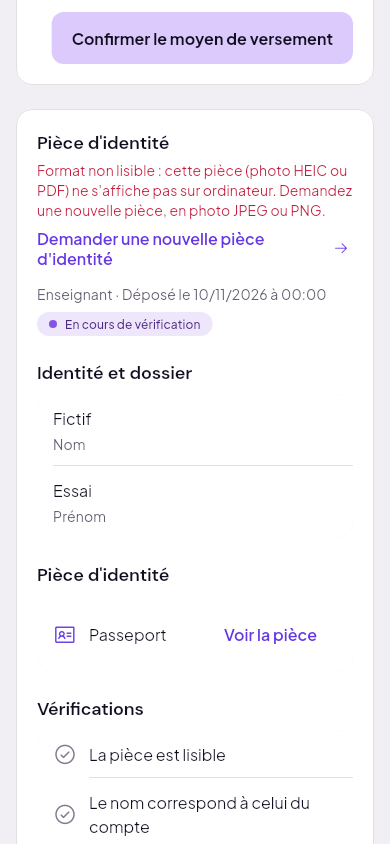 Confirmer le moyen de versement
Pièce d'identité
Format non lisible : cette pièce (photo HEIC ou
PDF) ne s'affiche pas sur ordinateur. Demandez
une nouvelle pièce, en photo JPEG ou PNG.
Demander une nouvelle pièce
d'identité
Enseignant · Déposé le 10/11/2026 à 00:00
En cours de vérification
Identité et dossier
Fictif
Nom
Essai
Prénom
Pièce d'identité
Passeport
Voir la pièce
Vérifications
La pièce est lisible
Le nom correspond à celui du
compte